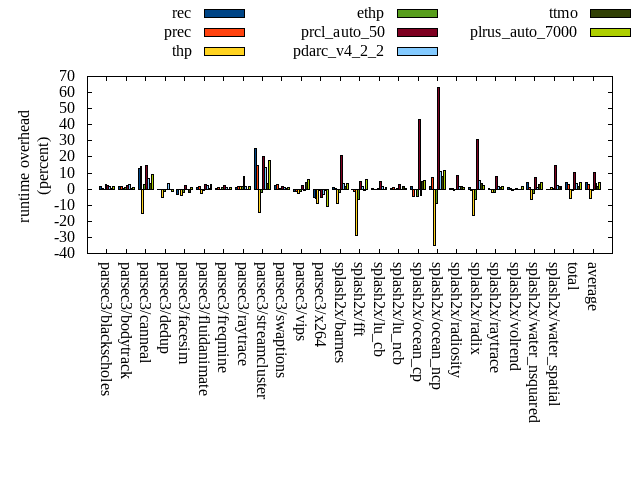 rec
prec
thp
ethp
prcl_auto_50
pdarc_v4_2_2
ttmo
plrus_auto_7000
runtime overhead
(percent)
70
60
50
40
30
20
10
0
-10
-20
-30
-40
parsec3/blackscholes
parsec3/bodytrack
parsec3/canneal
parsec3/dedup
parsec3/facesim
parsec3/fluidanimate
parsec3/freqmine
parsec3/raytrace
parsec3/streamcluster
parsec3/swaptions
parsec3/vips
parsec3/x264
splash2x/barnes
splash2x/fft
splash2x/lu_cb
splash2x/lu_ncb
splash2x/ocean_cp
splash2x/ocean_ncp
splash2x/radiosity
splash2x/radix
splash2x/raytrace
splash2x/volrend
splash2x/water_nsquared
splash2x/water_spatial
total
average